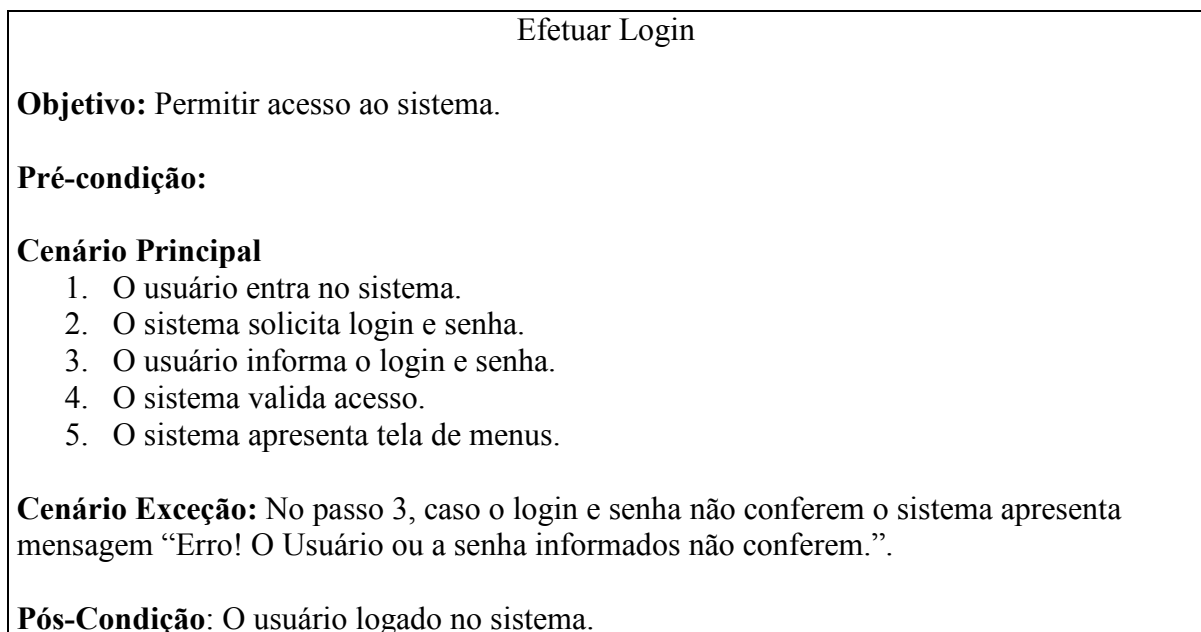 Efetuar Login
Objetivo: Permitir acesso ao sistema.
Pré-condição:
Cenário Principal
1. O usuário entra no sistema.
2. O sistema solicita login e senha.
3. O usuário informa o login e senha.
4. O sistema valida acesso.
5. O sistema apresenta tela de menus.
Cenário Exceção: No passo 3, caso o login e senha não conferem o sistema apresenta
mensagem “Erro! O Usuário ou a senha informados não conferem.”.
Pós-Condição: O usuário logado no sistema.